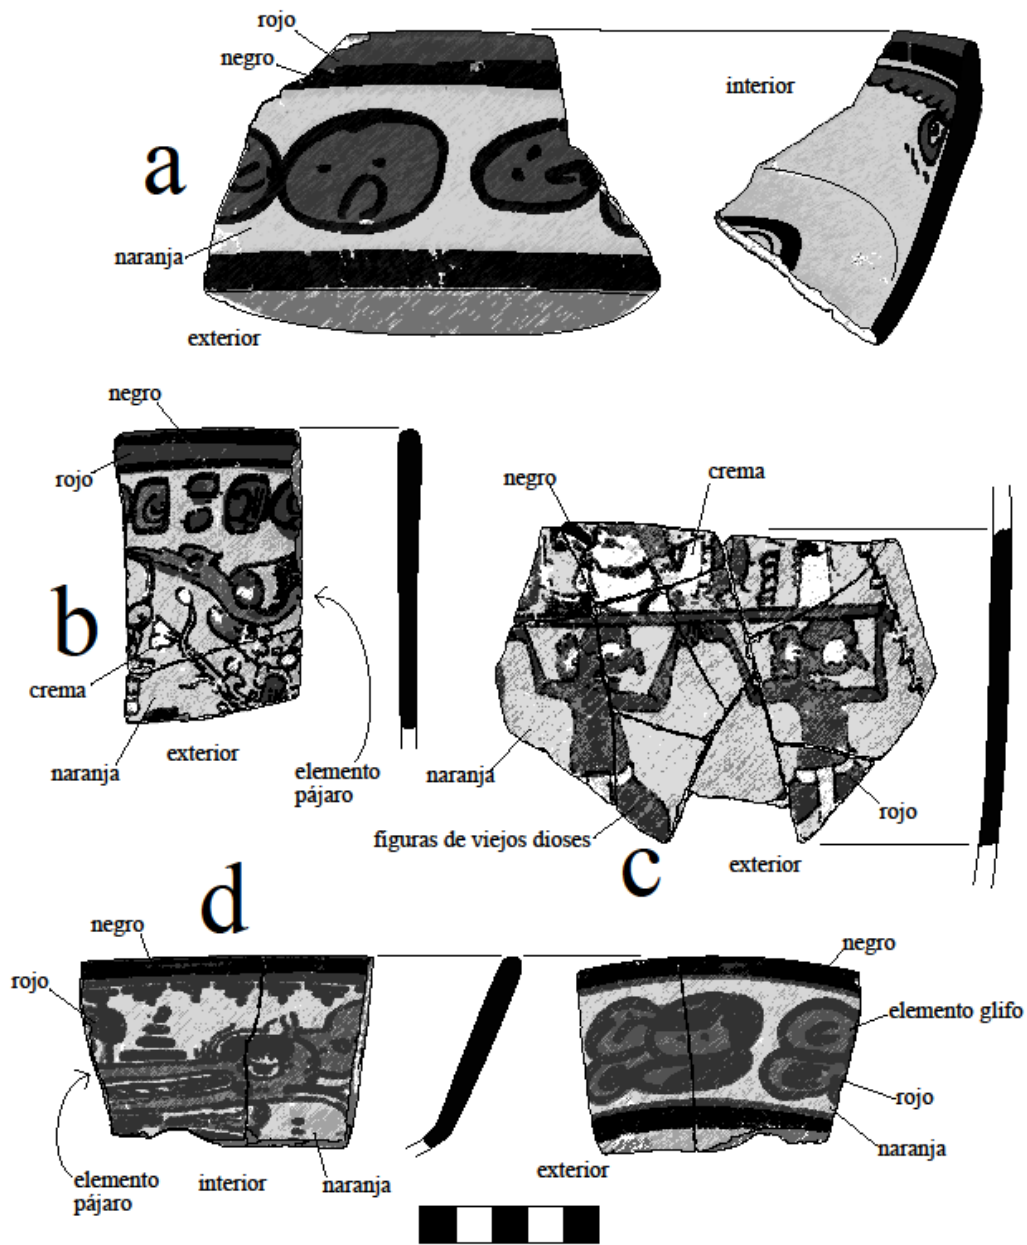 rojo
negro
interior
a
naranja
exterior
negro
rojo
b
crema
naranja
exterior
elemento
pájaro
negro
crema
naranja
rojo
figuras de viejos dioses
c
exterior
d
negro
rojo
elemento
pájaro
interior
naranja
negro
elemento glifo
rojo
naranja
exterior